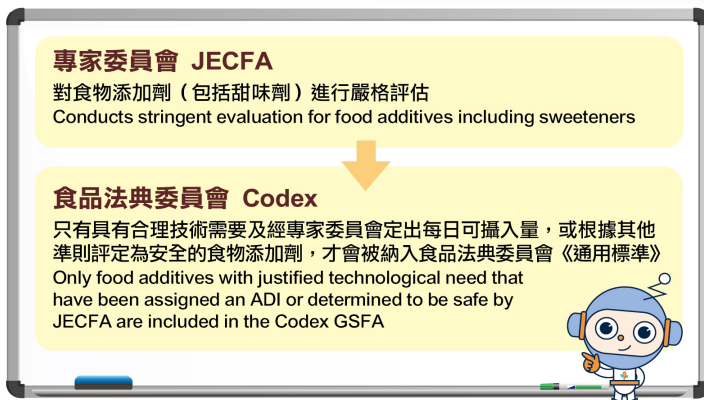 專家委員會 JECFA
對食物添加劑（包括甜味劑）進行嚴格評估
Conducts stringent evaluation for food additives including sweeteners
食品法典委員會 Codex
只有具有合理技術需要及經專家委員會定出每日可攝入量，或根據其他
準則評定為安全的食物添加劑，才會被納入食品法典委員會《通用標準》
Only food additives with justified technological need that
have been assigned an ADI or determined to be safe by
JECFA are included in the Codex GSFA